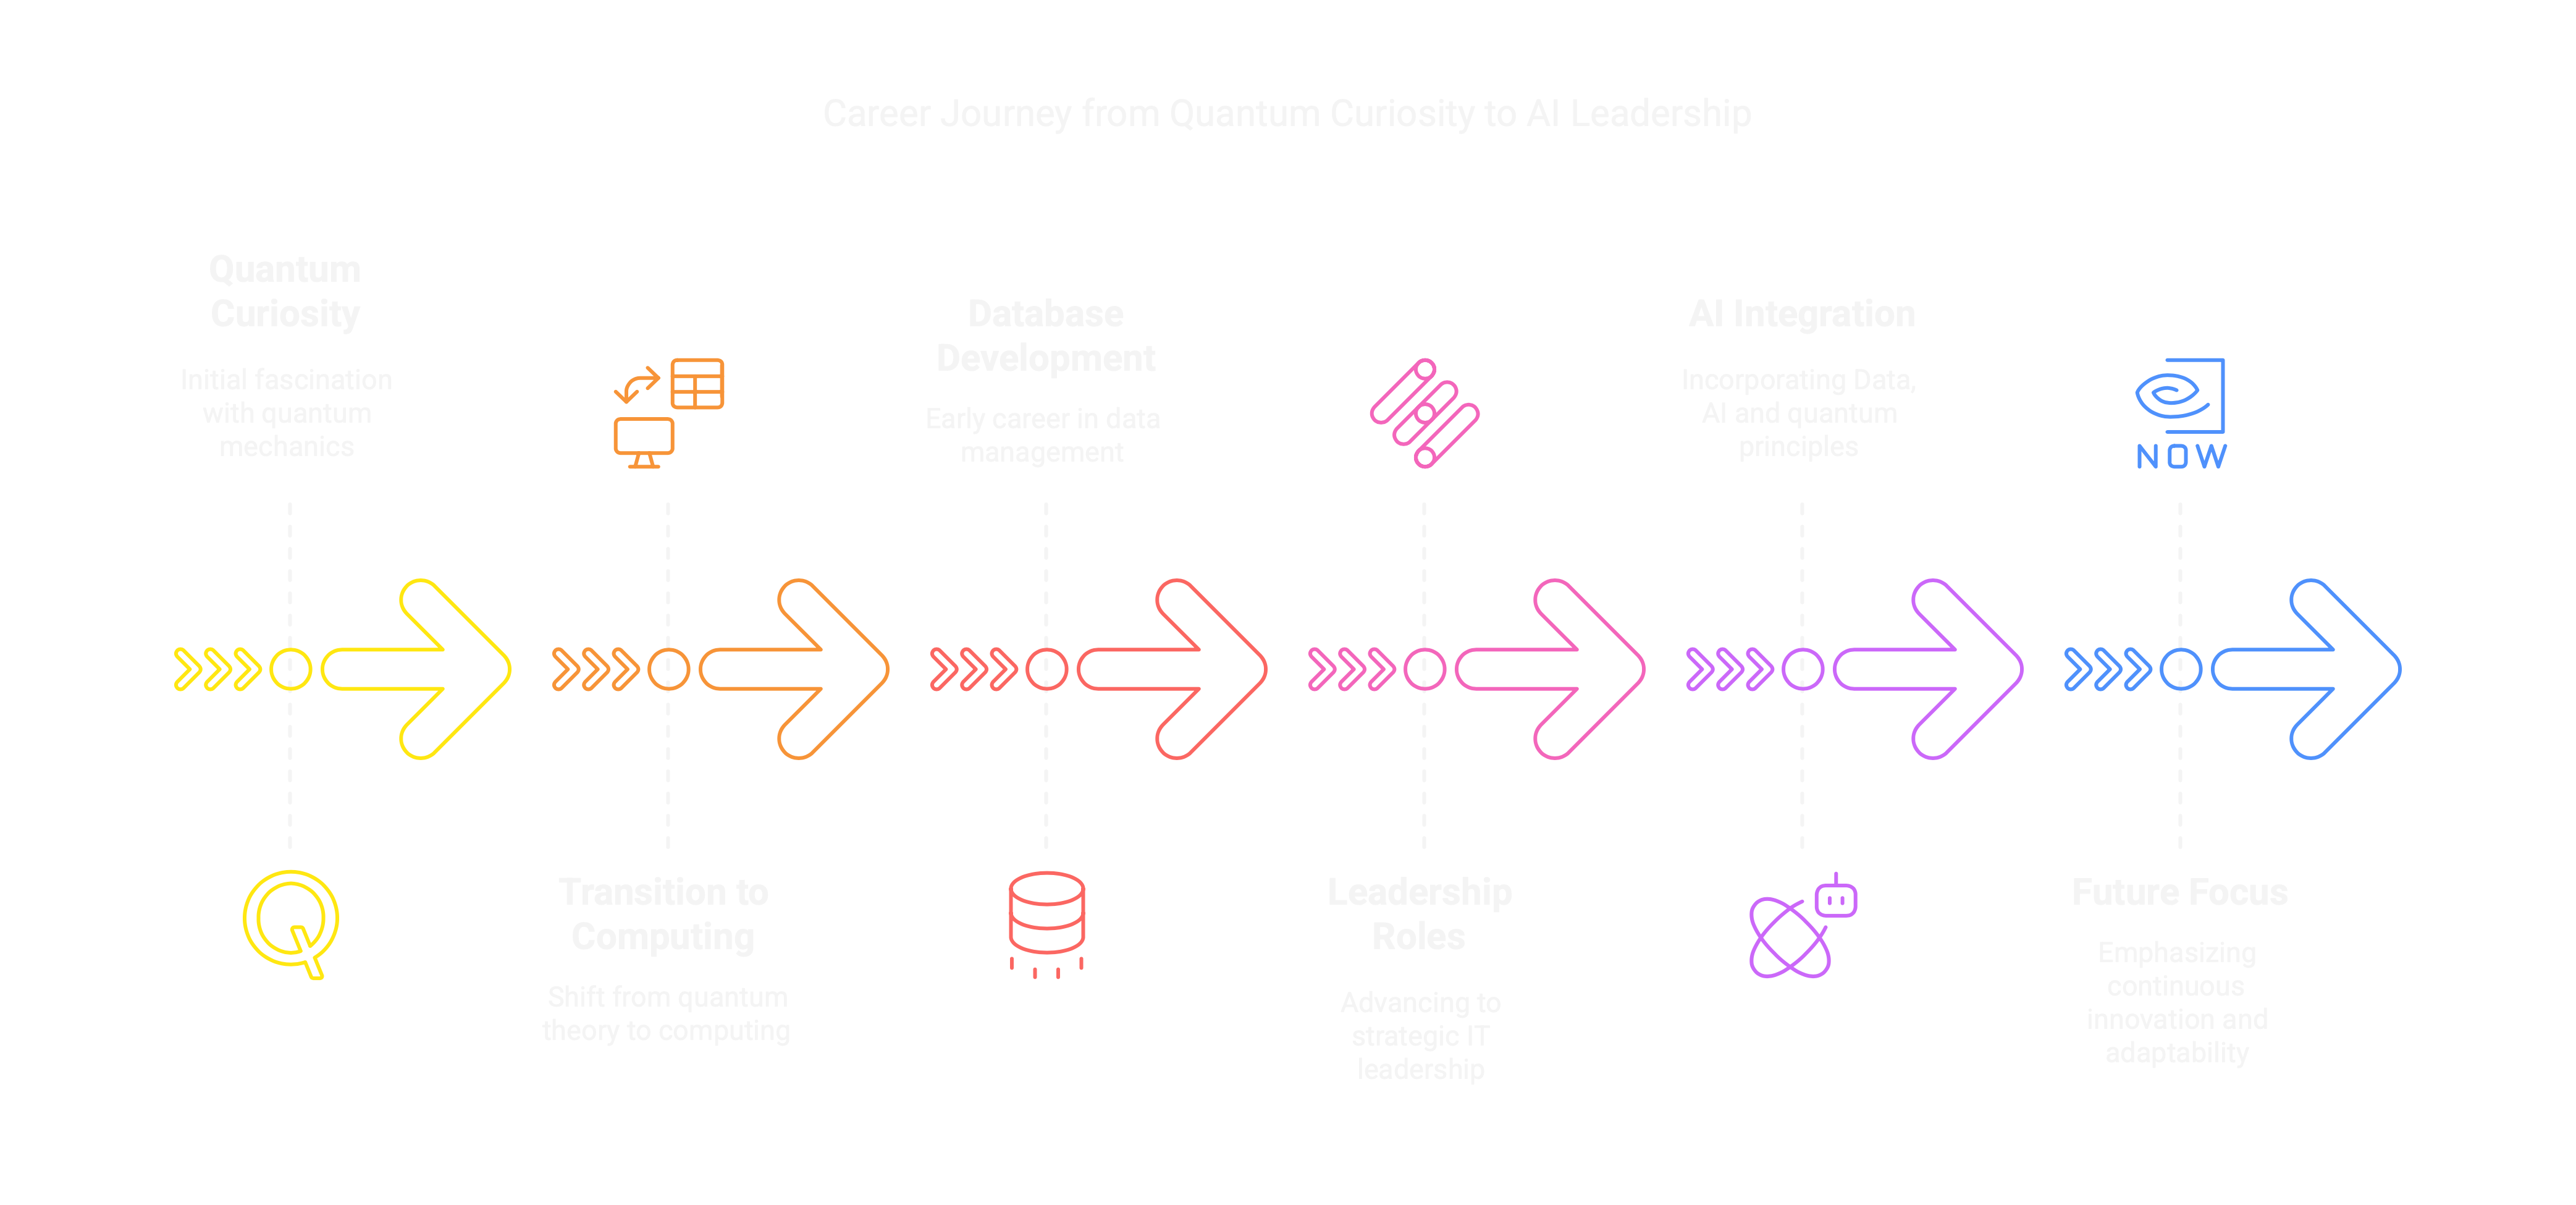 Career Journey from Quantum Curiosity to AI Leadership
Quantum
Curiosity
Initial fascination
with quantum
mechanics
Transition to
Computing
Shift from quantum
theory to computing
Database
Development
Early career in data
management
Leadership
Roles
Advancing to
strategic IT
leadership
AI Integration
Incorporating Data,
AI and quantum
principles
NOW
Future Focus
Emphasizing
continuous
innovation and
adaptability
Q